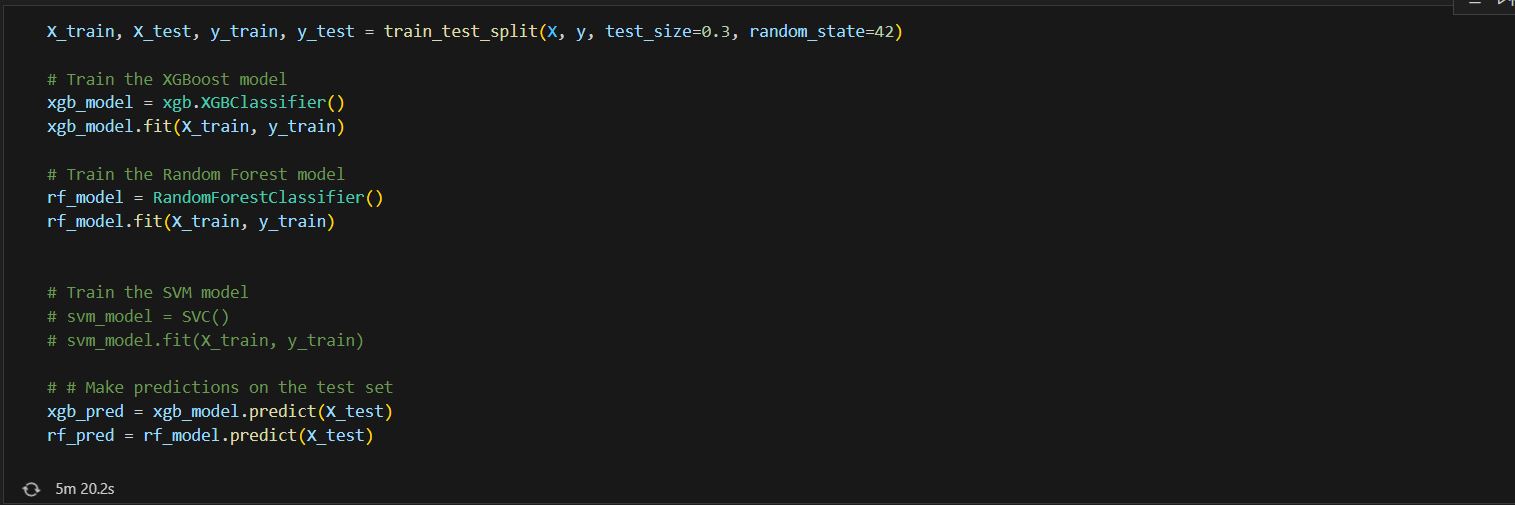 X_train, X_test, y_train, y_test = train_test_split(X, y, test_size=0.3, random_state=42)
# Train the XGBoost model
xgb_model = xgb.XGBClassifier()
xgb_model.fit(X_train, y_train)
# Train the Random Forest model
rf_model = RandomForestClassifier()
rf_model.fit(X_train, y_train)
# Train the SVM model
# svm_model = SVC()
# svm_model.fit(X_train, y_train)
# # Make predictions on the test set
xgb_pred = xgb_model.predict(X_test)
rf_pred = rf_model.predict(X_test)
5m 20.2s